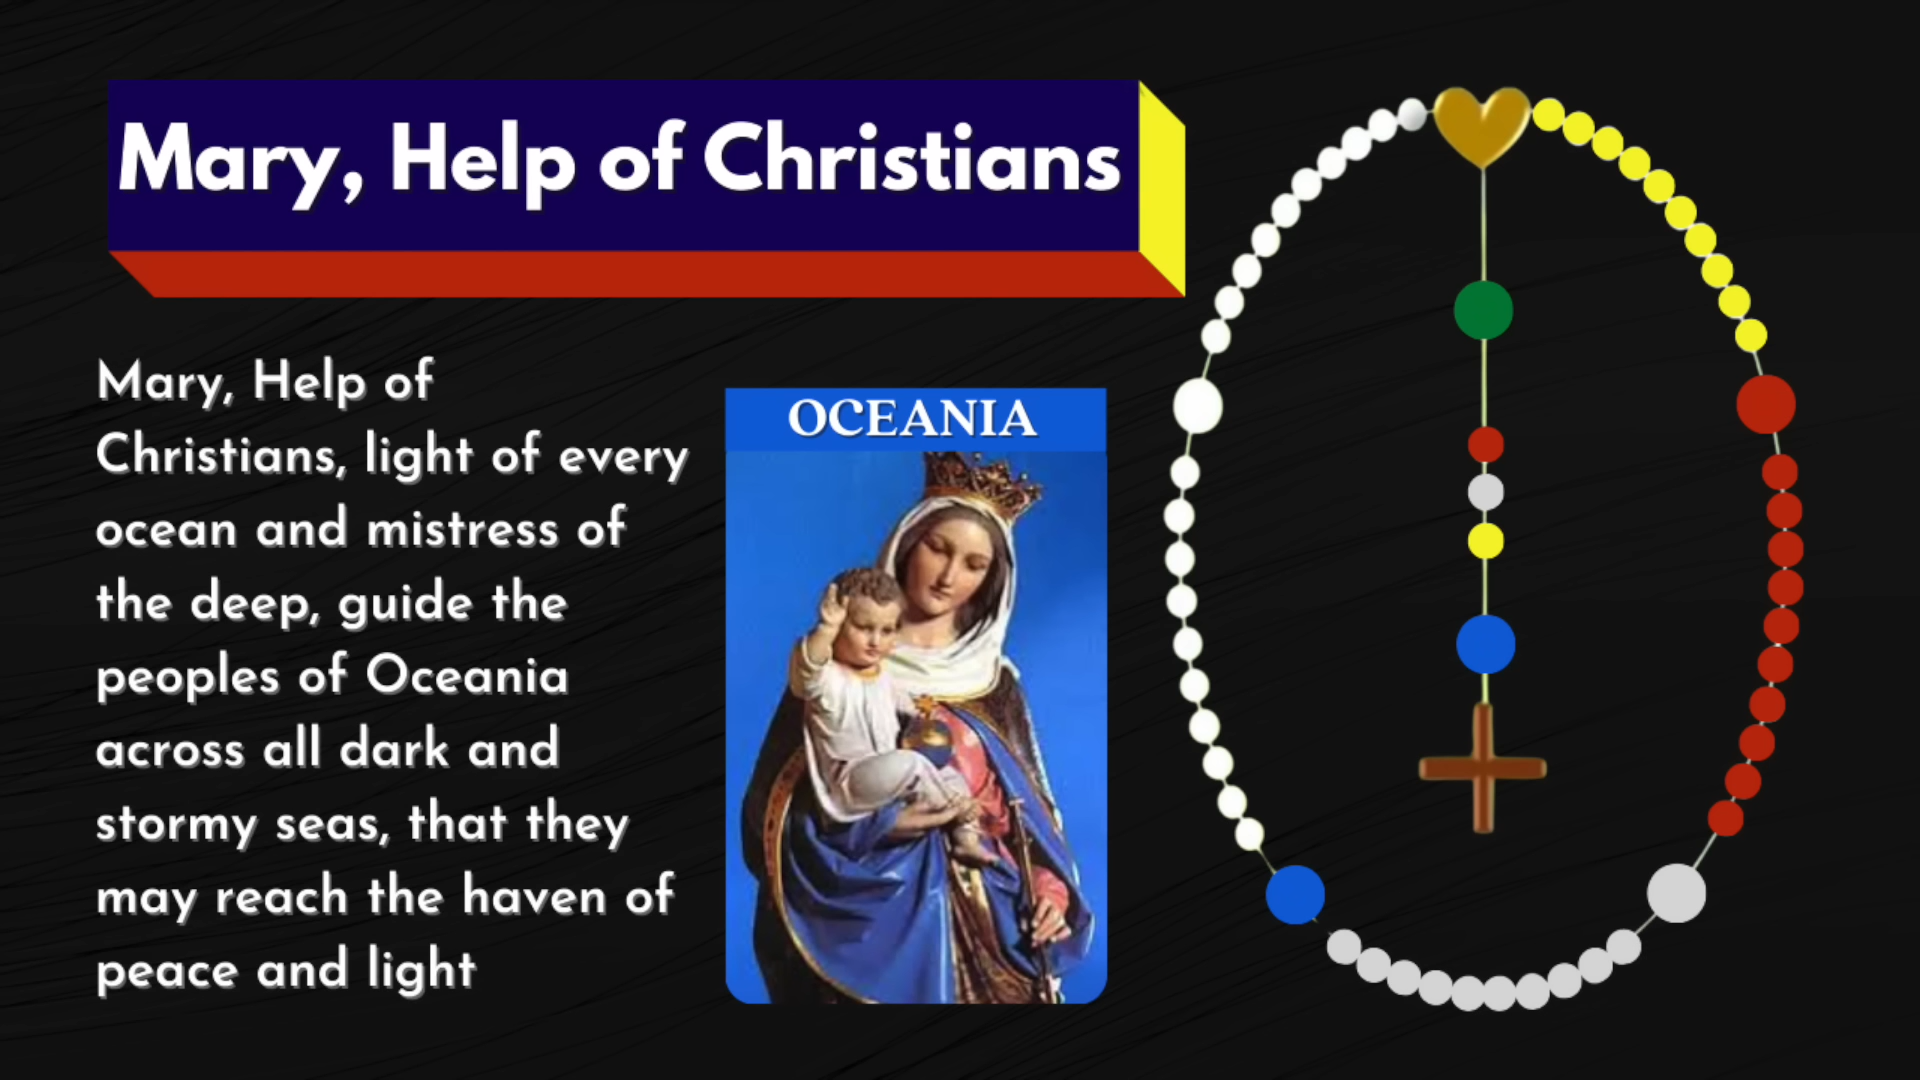 Mary, Help of Christians
Mary, Help of
Christians, light of every
ocean and mistress of
the deep, guide the
peoples of Oceania
across all dark and
stormy seas, that they
may reach the haven of
peace and light
OCEANIA